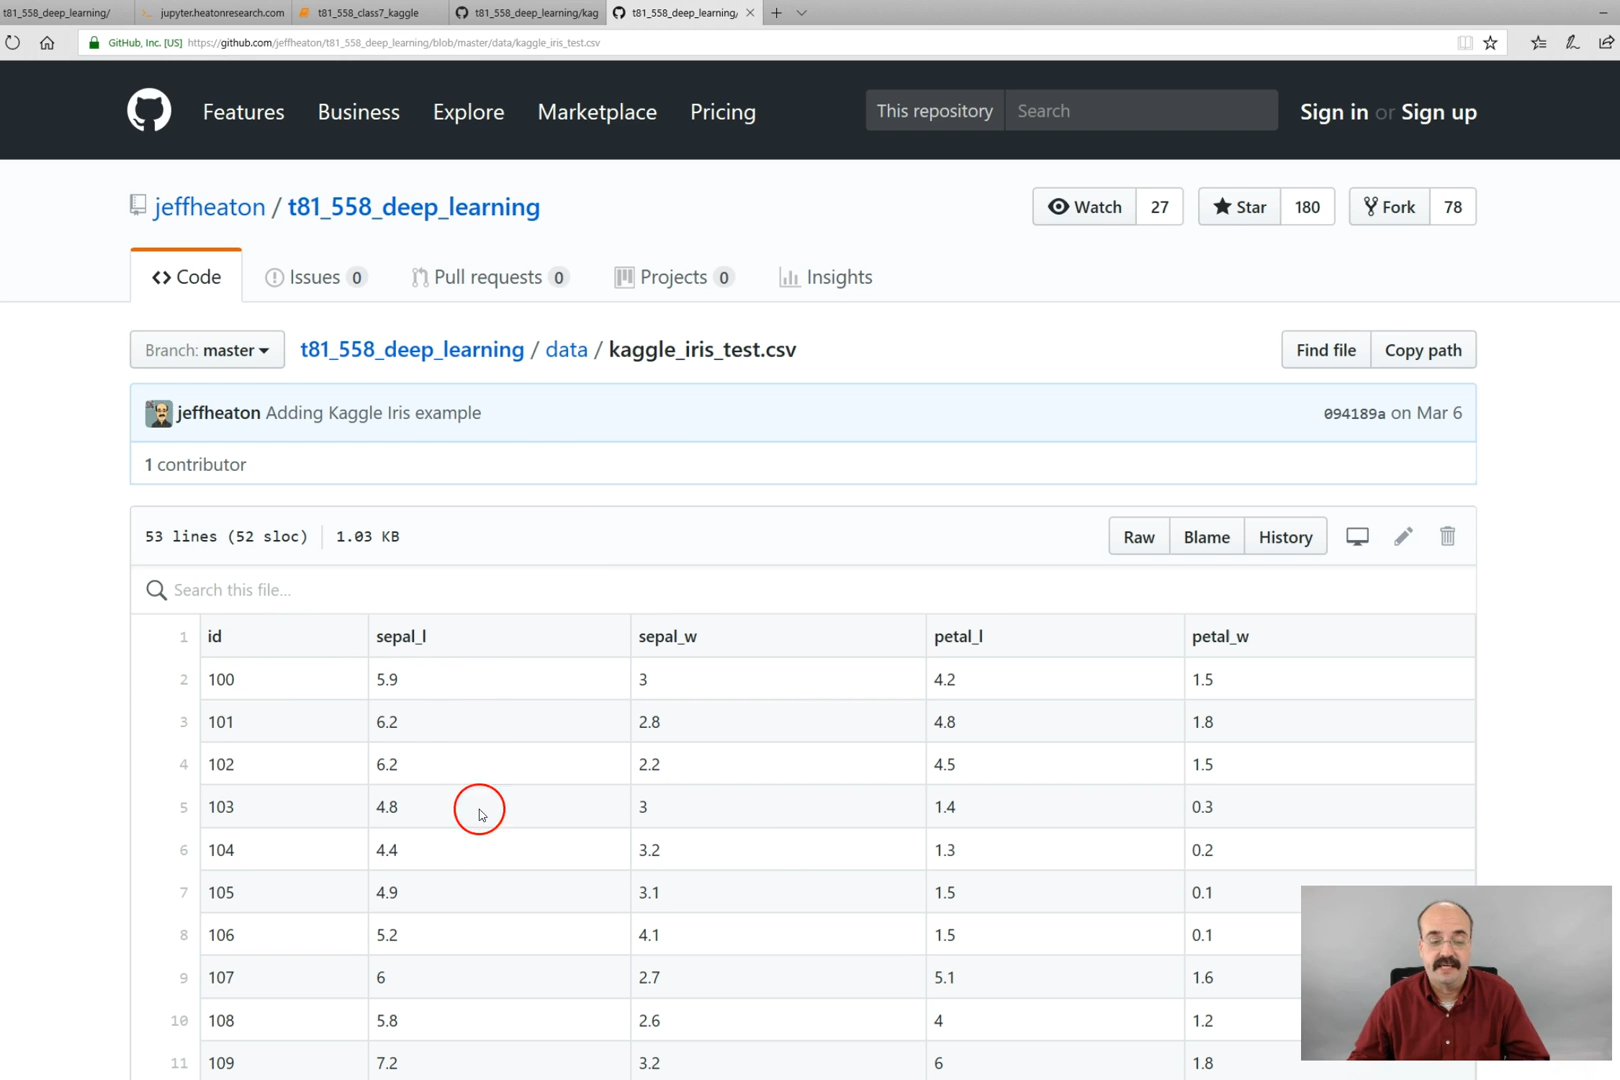 t81_558_deep_learning/ jupyter.heatonresearch.com t81_558_class7_kaggle t81_558_deep_learning/kag t81_558_deep_learning/
GitHub, Inc. [US] https://github.com/jeffheaton/t81_558_deep_learning/blob/master/data/kaggle_iris_test.csv
Features Business Explore Marketplace Pricing This repository Search Sign in or Sign up
jeffheaton / t81_558_deep_learning Watch 27 Star 180 Fork 78
Code Issues 0 Pull requests 0 Projects 0 Insights
Branch: master t81_558_deep_learning / data / kaggle_iris_test.csv Find file Copy path
jeffheaton Adding Kaggle Iris example 094189a on Mar 6
1 contributor
53 lines (52 sloc) 1.03 KB Raw Blame History
Search this file...
1 id sepal_l sepal_w petal_l petal_w
2 100 5.9 3 4.2 1.5
3 101 6.2 2.8 4.8 1.8
4 102 6.2 2.2 4.5 1.5
5 103 4.8 3 1.4 0.3
6 104 4.4 3.2 1.3 0.2
7 105 4.9 3.1 1.5 0.1
8 106 5.2 4.1 1.5 0.1
9 107 6 2.7 5.1 1.6
10 108 5.8 2.6 4 1.2
11 109 7.2 3.2 6 1.8